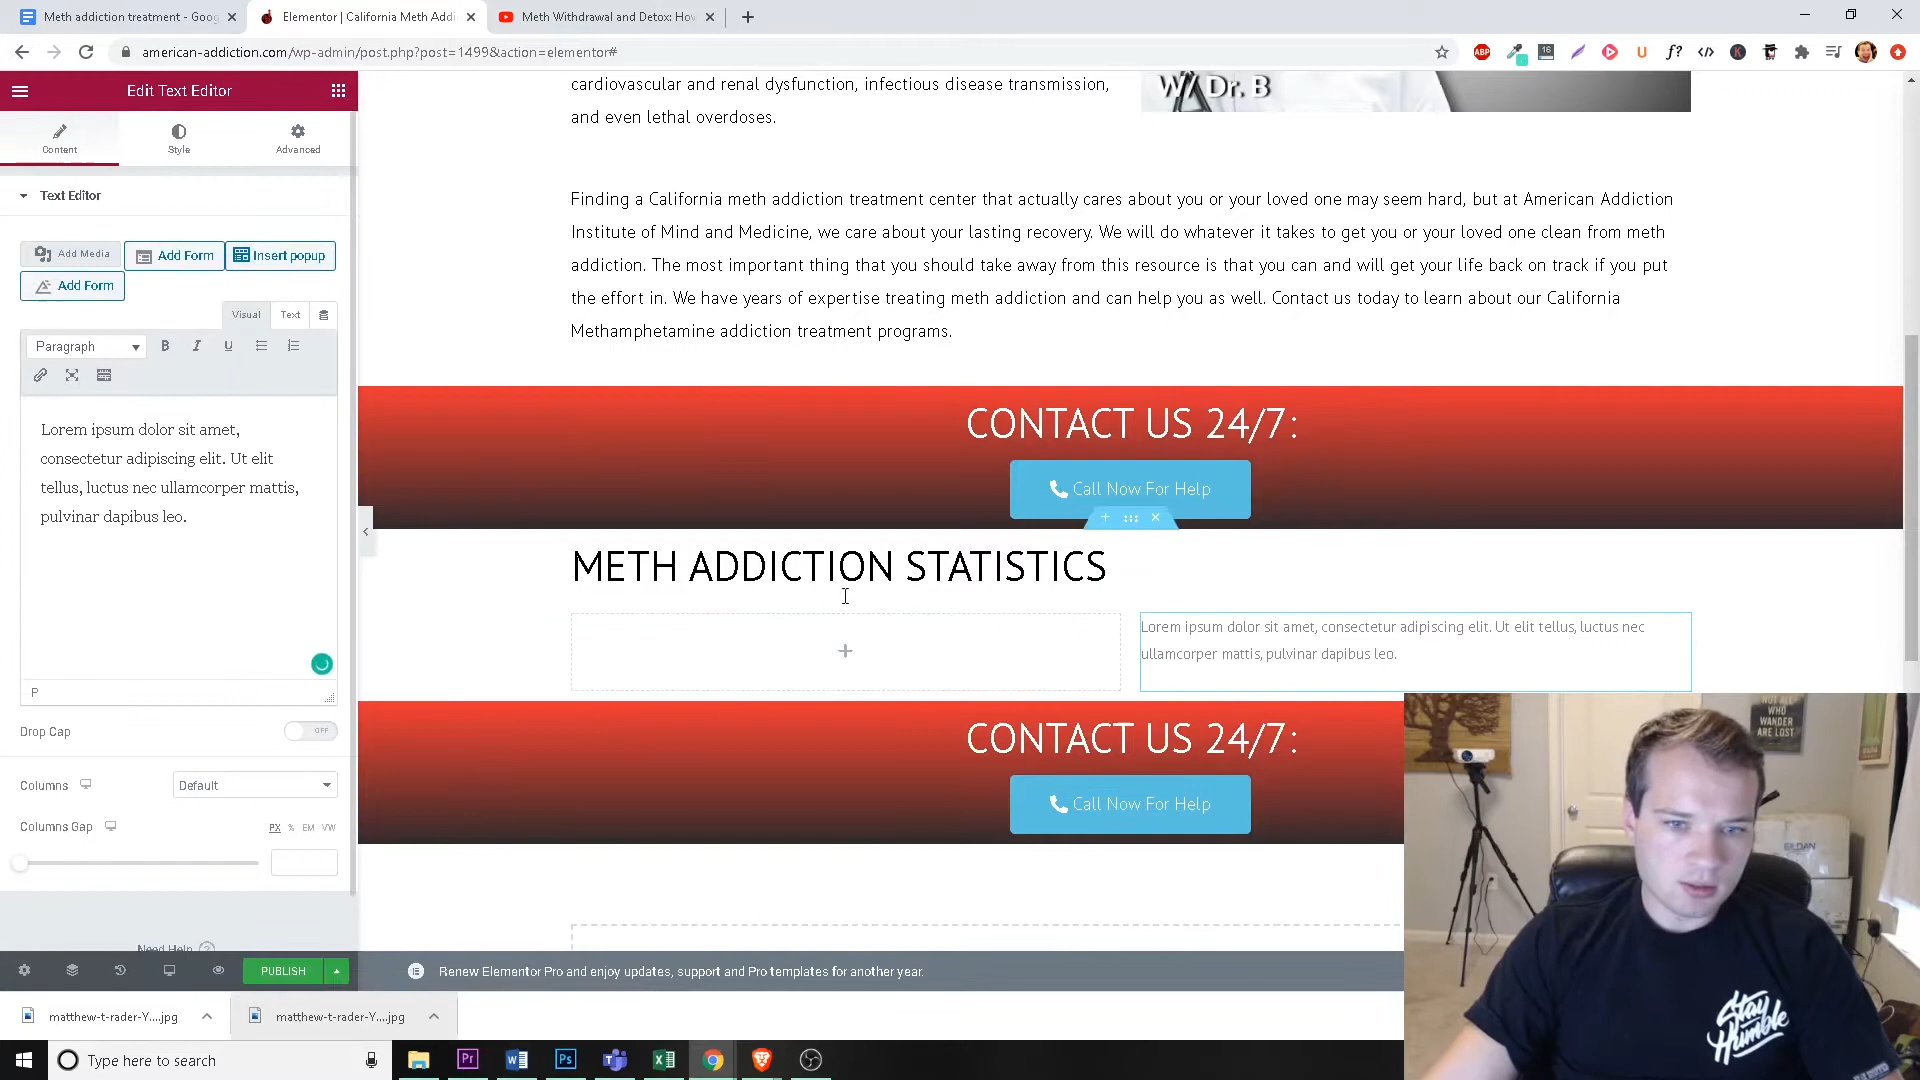 Meth addiction treatment - Goog
Elementor | California Meth Addi
Meth Withdrawal and Detox: How
american-addiction.com/wp-admin/post.php?post=1499&action=elementor#
Edit Text Editor
Content
Style
Advanced
Text Editor
Add Media
Add Form
Insert popup
Add Form
Visual
Text
Paragraph
B
I
U
Lorem ipsum dolor sit amet,
consectetur adipiscing elit. Ut elit
tellus, luctus nec ullamcorper mattis,
pulvinar dapibus leo.
P
Drop Cap
OFF
Columns
Default
Columns Gap
PX % EM VW
Need Help
PUBLISH
cardiovascular and renal dysfunction, infectious disease transmission,
and even lethal overdoses.
W/ Dr. B
Finding a California meth addiction treatment center that actually cares about you or your loved one may seem hard, but at American Addiction
Institute of Mind and Medicine, we care about your lasting recovery. We will do whatever it takes to get you or your loved one clean from meth
addiction. The most important thing that you should take away from this resource is that you can and will get your life back on track if you put
the effort in. We have years of expertise treating meth addiction and can help you as well. Contact us today to learn about our California
Methamphetamine addiction treatment programs.
CONTACT US 24/7:
Call Now For Help
METH ADDICTION STATISTICS
Lorem ipsum dolor sit amet, consectetur adipiscing elit. Ut elit tellus, luctus nec
ullamcorper mattis, pulvinar dapibus leo.
CONTACT US 24/7:
Call Now For Help
Renew Elementor Pro and enjoy updates, support and Pro templates for another year.
NOT ALL
WHO
WANDER
ARE LOST
Stay
Humble
matthew-t-rader-Y....jpg
matthew-t-rader-Y....jpg
Type here to search